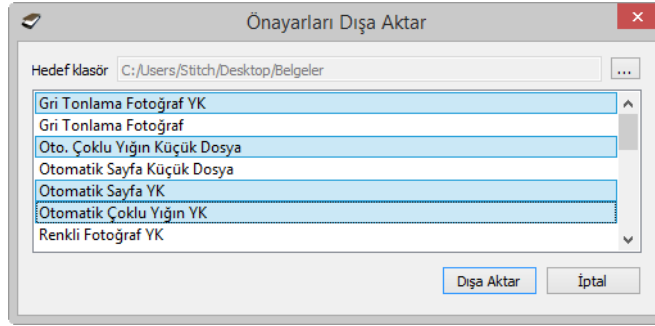 Önayarları Dışa Aktar
Hedef klasör C:/Users/Stitch/Desktop/Belgeler ...
Gri Tonlama Fotoğraf YK
Gri Tonlama Fotoğraf
Oto. Çoklu Yığın Küçük Dosya
Otomatik Sayfa Küçük Dosya
Otomatik Sayfa YK
Otomatik Çoklu Yığın YK
Renkli Fotoğraf YK
Dışa Aktar İptal